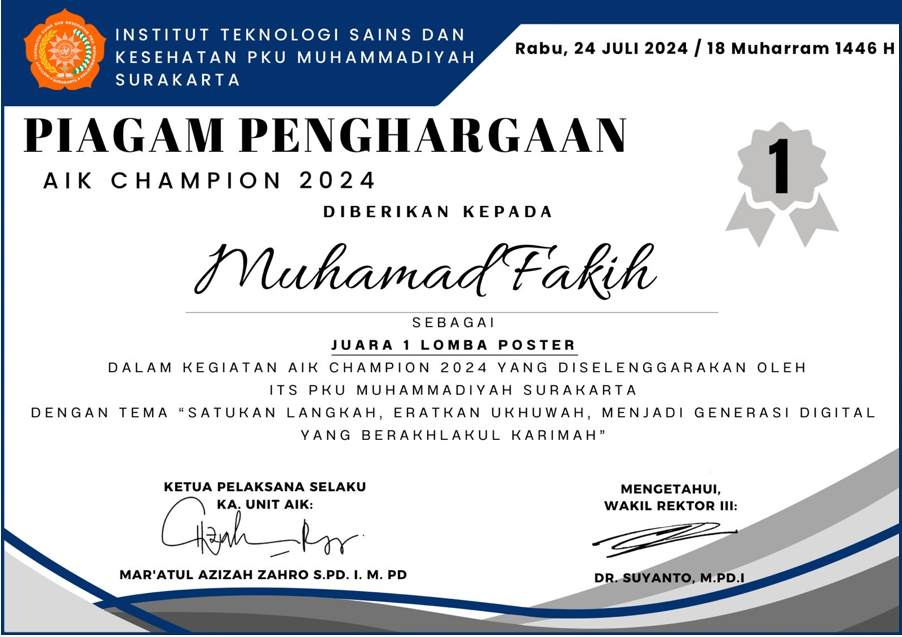 INSTITUT TEKNOLOGI SAINS DAN
KESEHATAN PKU MUHAMMADIYAH
SURAKARTA
Rabu, 24 JULI 2024 / 18 Muharram 1446 H
PIAGAM PENGHARGAAN
AIK CHAMPION 2024
1
DIBERIKAN KEPADA
Muhamad Fakih
SEBAGAI
JUARA 1 LOMBA POSTER
DALAM KEGIATAN AIK CHAMPION 2024 YANG DISELENGGARAKAN OLEH
ITS PKU MUHAMMADIYAH SURAKARTA
DENGAN TEMA “SATUKAN LANGKAH, ERATKAN UKHUWAH, MENJADI GENERASI DIGITAL
YANG BERAKHLAKUL KARIMAH”
KETUA PELAKSANA SELAKU
KA. UNIT AIK:
MAR'ATUL AZIZAH ZAHRO S.PD. I. M. PD
MENGETAHUI,
WAKIL REKTOR III:
DR. SUYANTO, M.PD.I